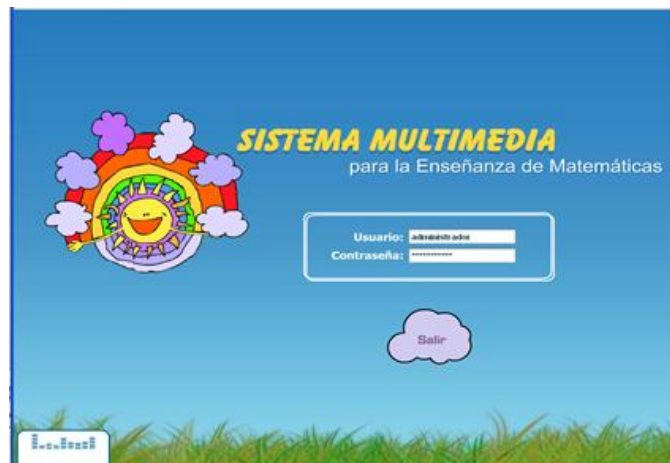 SISTEMA MULTIMEDIA
para la Enseñanza de Matemáticas
Usuario: administrador
Contraseña: ***********
Salir